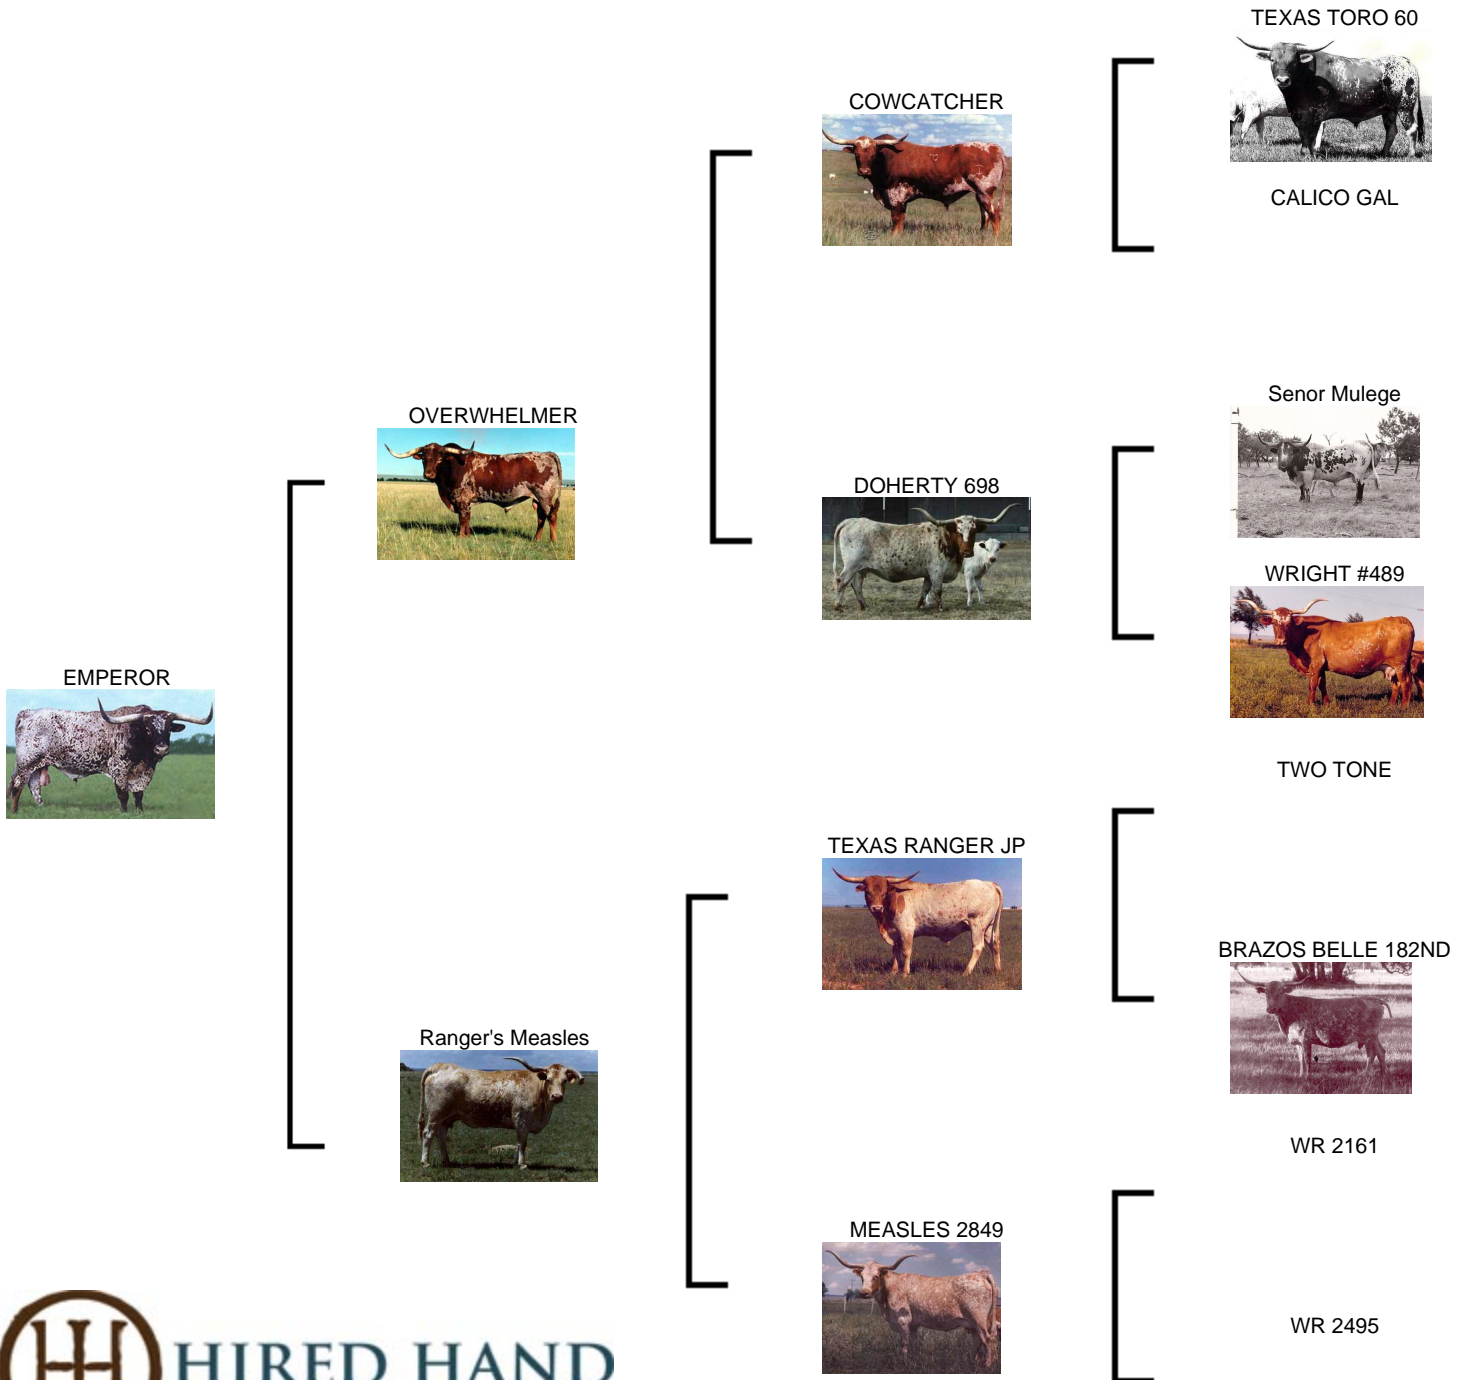 TEXAS TORO 60
COWCATCHER
CALICO GAL
Senor Mulege
OVERWHELMER
DOHERTY 698
WRIGHT #489
EMPEROR
TWO TONE
TEXAS RANGER JP
BRAZOS BELLE 182ND
Ranger's Measles
WR 2161
MEASLES 2849
WR 2495
HIRED HAND